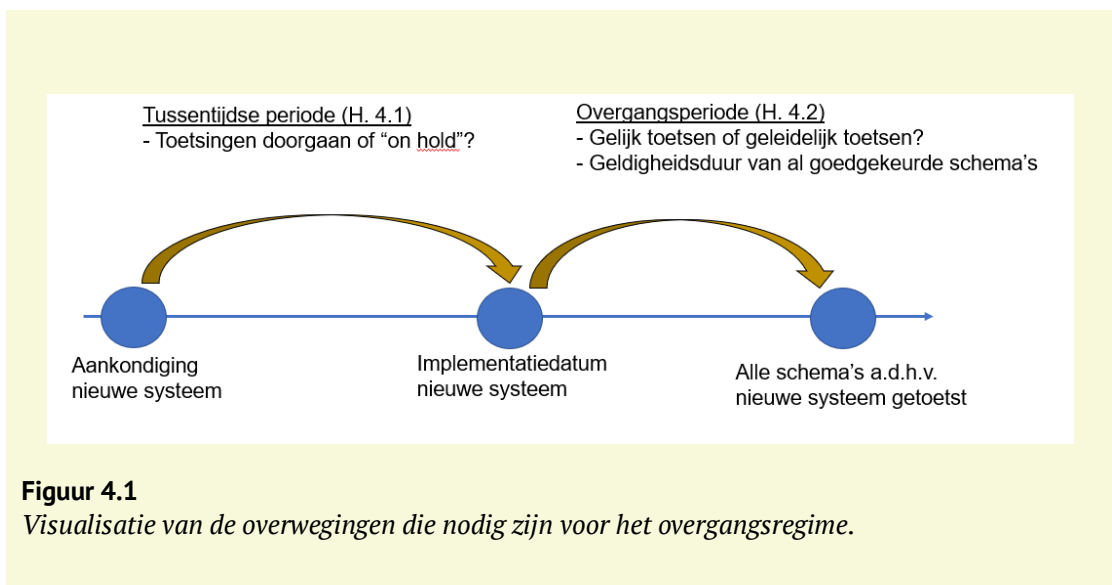 Tussentijdse periode (H. 4.1)
- Toetsingen doorgaan of “on hold”?
Overgangsperiode (H. 4.2)
- Gelijk toetsen of geleidelijk toetsen?
- Geldigheidsduur van al goedgekeurde schema’s
Aankondiging
nieuwe systeem
Implementatiedatum
nieuwe systeem
Alle schema’s a.d.h.v.
nieuwe systeem getoetst
Figuur 4.1
Visualisatie van de overwegingen die nodig zijn voor het overgangsregime.